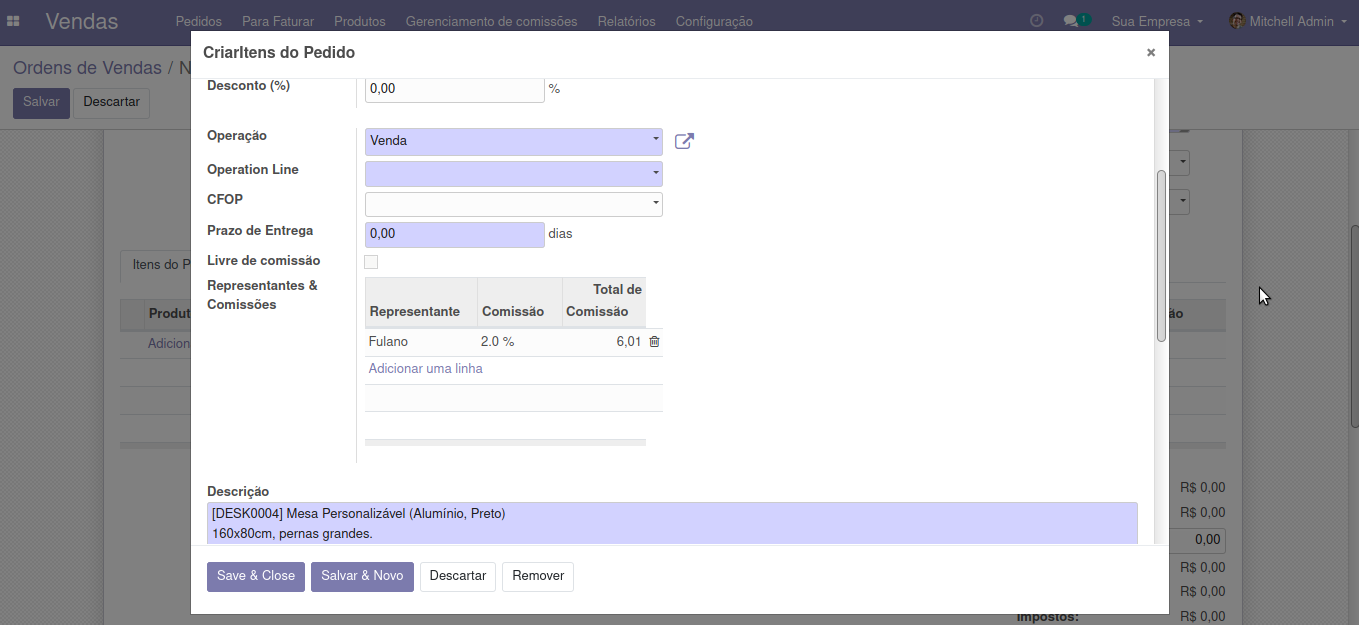 Vendas Pedidos Para Faturar Produtos Gerenciamento de comissões Relatórios Configuração 1 Sua Empresa Mitchell Admin
Ordens de Vendas / N
Salvar Descartar
CriarItens do Pedido ×
Desconto (%) 0,00 %
Operação Venda
Operation Line
CFOP
Prazo de Entrega 0,00 dias
Livre de comissão
Representantes &
Comissões
Representante Comissão Total de
Comissão
Fulano 2.0 % 6,01
Adicionar uma linha
Descrição
[DESK0004] Mesa Personalizável (Alumínio, Preto)
160x80cm, pernas grandes.
Save & Close Salvar & Novo Descartar Remover
Itens do P
Produt ão
Adicion
R$ 0,00
R$ 0,00
0,00
R$ 0,00
R$ 0,00
Impostos: R$ 0,00